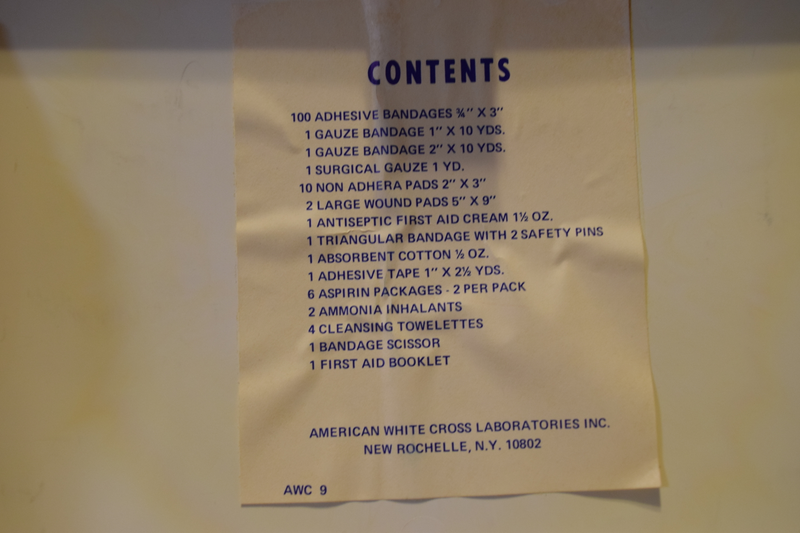 CONTENTS
100 ADHESIVE BANDAGES ¾" X 3"
1 GAUZE BANDAGE 1" X 10 YDS.
1 GAUZE BANDAGE 2" X 10 YDS.
1 SURGICAL GAUZE 1 YD.
10 NON ADHERA PADS 2" X 3"
2 LARGE WOUND PADS 5" X 9"
1 ANTISEPTIC FIRST AID CREAM 1½ OZ.
1 TRIANGULAR BANDAGE WITH 2 SAFETY PINS
1 ABSORBENT COTTON ½ OZ.
1 ADHESIVE TAPE 1" X 2½ YDS.
6 ASPIRIN PACKAGES - 2 PER PACK
2 AMMONIA INHALANTS
4 CLEANSING TOWELETTES
1 BANDAGE SCISSOR
1 FIRST AID BOOKLET
AMERICAN WHITE CROSS LABORATORIES INC.
NEW ROCHELLE, N.Y. 10802
AWC 9